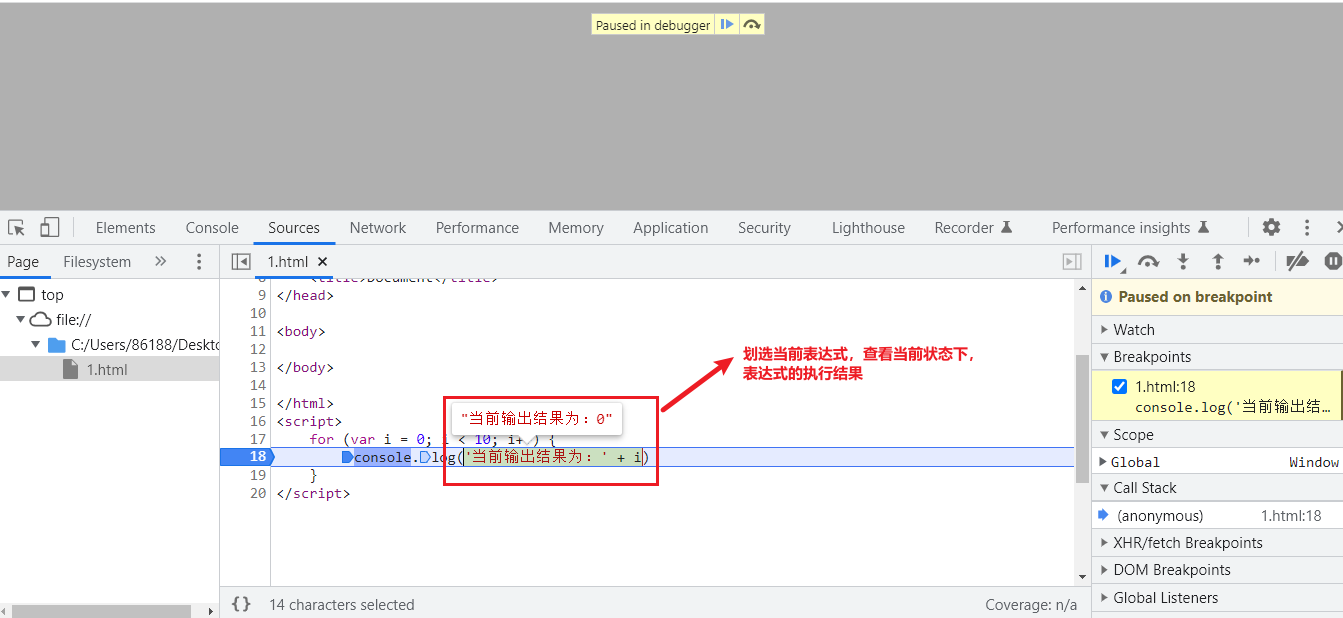 Paused in debugger
Elements Console Sources Network Performance Memory Application Security Lighthouse Recorder Performance insights
Page Filesystem
1.html
top
file://
C:/Users/86188/Deskto
1.html
8 <title>Document</title>
9 </head>
10
11 <body>
12
13 </body>
14
15 </html>
16 <script>
17 for (var i = 0; i < 10; i+ ) {
18 console.log('当前输出结果为：' + i)
19 }
20 </script>
"当前输出结果为：0"
划选当前表达式，查看当前状态下，
表达式的执行结果
{} 14 characters selected Coverage: n/a
Paused on breakpoint
Watch
Breakpoints
1.html:18
console.log('当前输出结…
Scope
Global Window
Call Stack
(anonymous) 1.html:18
XHR/fetch Breakpoints
DOM Breakpoints
Global Listeners